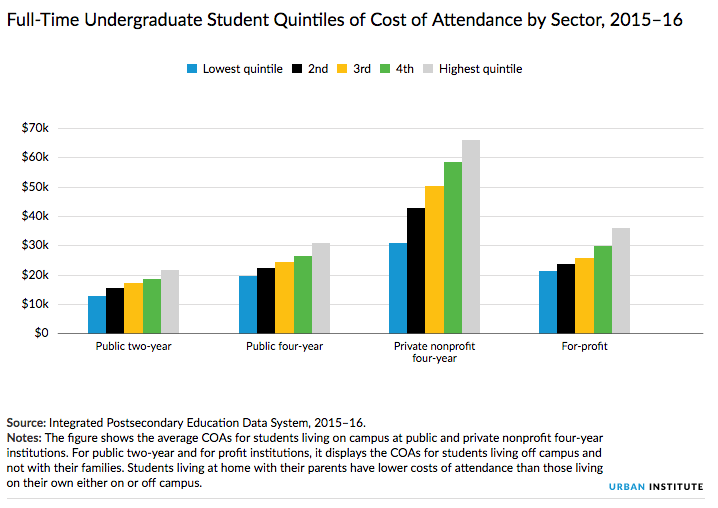 Full-Time Undergraduate Student Quintiles of Cost of Attendance by Sector, 2015–16
Lowest quintile 2nd 3rd 4th Highest quintile
$70k
$60k
$50k
$40k
$30k
$20k
$10k
$0
Public two-year Public four-year Private nonprofit four-year For-profit
Source: Integrated Postsecondary Education Data System, 2015–16.
Notes: The figure shows the average COAs for students living on campus at public and private nonprofit four-year
institutions. For public two-year and for profit institutions, it displays the COAs for students living off campus and
not with their families. Students living at home with their parents have lower costs of attendance than those living
on their own either on or off campus.
URBAN INSTITUTE